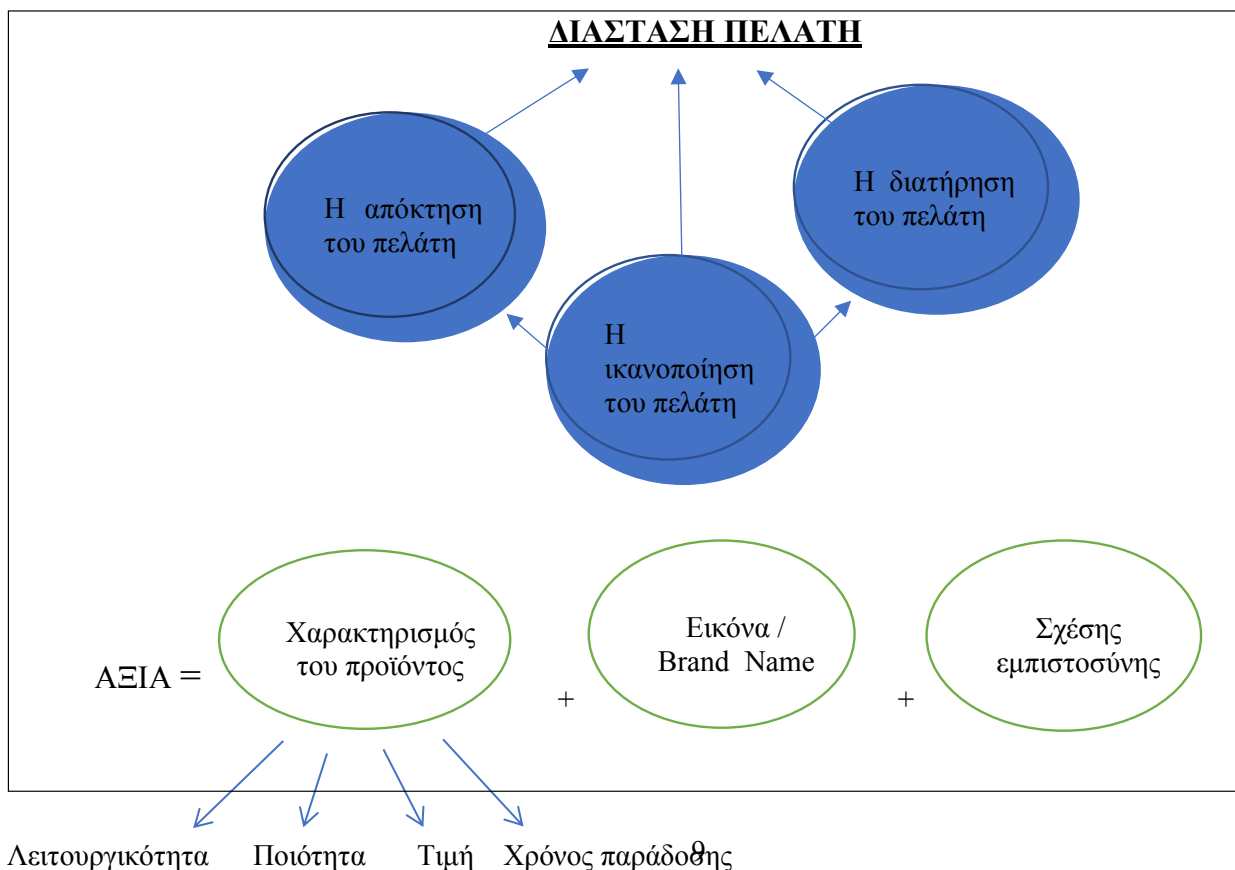 ΔΙΑΣΤΑΣΗ ΠΕΛΑΤΗ
Η απόκτηση
του πελάτη
Η διατήρηση
του πελάτη
Η
ικανοποίηση
του πελάτη
ΑΞΙΑ =
Χαρακτηρισμός
του προϊόντος
+
Εικόνα /
Brand Name
+
Σχέσης
εμπιστοσύνης
Λειτουργικότητα
Ποιότητα
Τιμή
Χρόνος παράδοσης
9